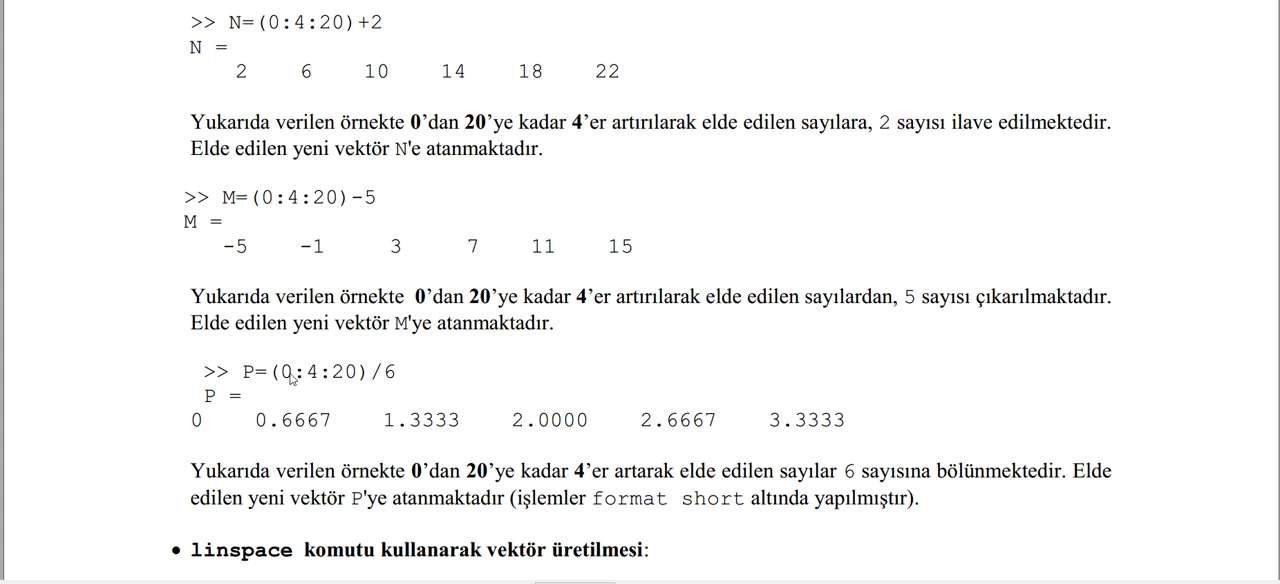 >> N=(0:4:20)+2
N =
2 6 10 14 18 22
Yukarıda verilen örnekte 0’dan 20’ye kadar 4’er artırılarak elde edilen sayılara, 2 sayısı ilave edilmektedir.
Elde edilen yeni vektör N'e atanmaktadır.
>> M=(0:4:20)-5
M =
-5 -1 3 7 11 15
Yukarıda verilen örnekte 0’dan 20’ye kadar 4’er artırılarak elde edilen sayılardan, 5 sayısı çıkarılmaktadır.
Elde edilen yeni vektör M'ye atanmaktadır.
>> P=(0:4:20)/6
P =
0 0.6667 1.3333 2.0000 2.6667 3.3333
Yukarıda verilen örnekte 0’dan 20’ye kadar 4’er artarak elde edilen sayılar 6 sayısına bölünmektedir. Elde
edilen yeni vektör P'ye atanmaktadır (işlemler format short altında yapılmıştır).
• linspace komutu kullanarak vektör üretilmesi: